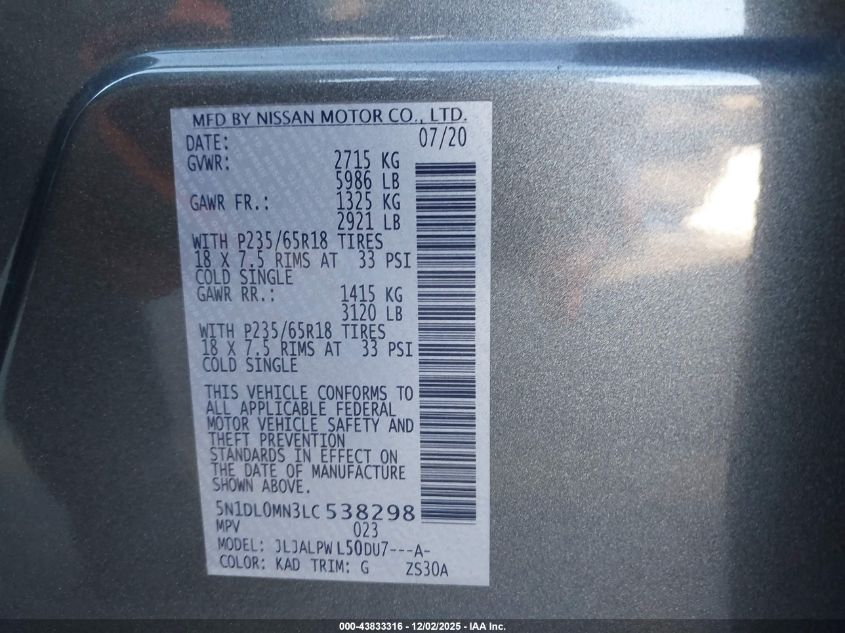 MFD BY NISSAN MOTOR CO., LTD.
DATE: 07/20
GVWR: 2715 KG
5986 LB
GAWR FR.: 1325 KG
2921 LB
WITH P235/65R18 TIRES
18 X 7.5 RIMS AT 33 PSI
COLD SINGLE
GAWR RR.: 1415 KG
3120 LB
WITH P235/65R18 TIRES
18 X 7.5 RIMS AT 33 PSI
COLD SINGLE
THIS VEHICLE CONFORMS TO
ALL APPLICABLE FEDERAL
MOTOR VEHICLE SAFETY AND
THEFT PREVENTION
STANDARDS IN EFFECT ON
THE DATE OF MANUFACTURE
SHOWN ABOVE.
5N1DL0MN3LC538298
MPV 023
MODEL: JLJALPWL50DU7---A-
COLOR: KAD TRIM: G ZS30A
000-43833316 - 12/02/2025 - IAA Inc.